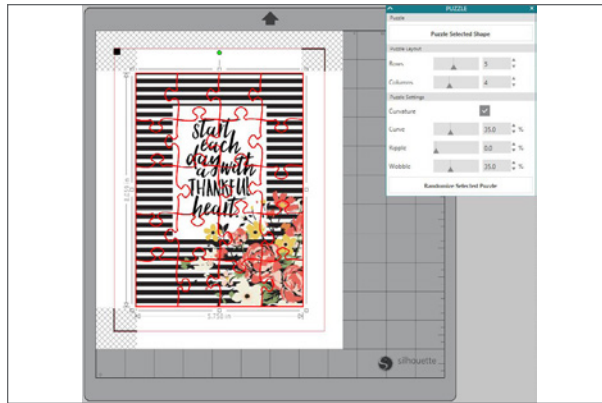 PUZZLE
Puzzle
Puzzle Selected Shape
Puzzle Layout
Rows 5
Columns 4
Puzzle Settings
Curvature
Curve 35.0 %
Ripple 0.0 %
Wobble 35.0 %
Randomize Selected Puzzle
start
each
day with
a
THANKFUL
heart.
silhouette